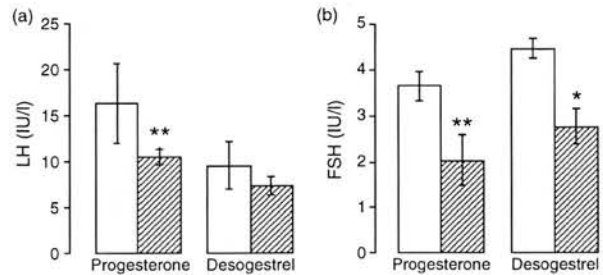 (a)
25
20
15
10
5
0
LH (IU/l)
**
Progesterone Desogestrel
(b)
5
4
3
2
1
0
FSH (IU/l)
**
*
Progesterone Desogestrel